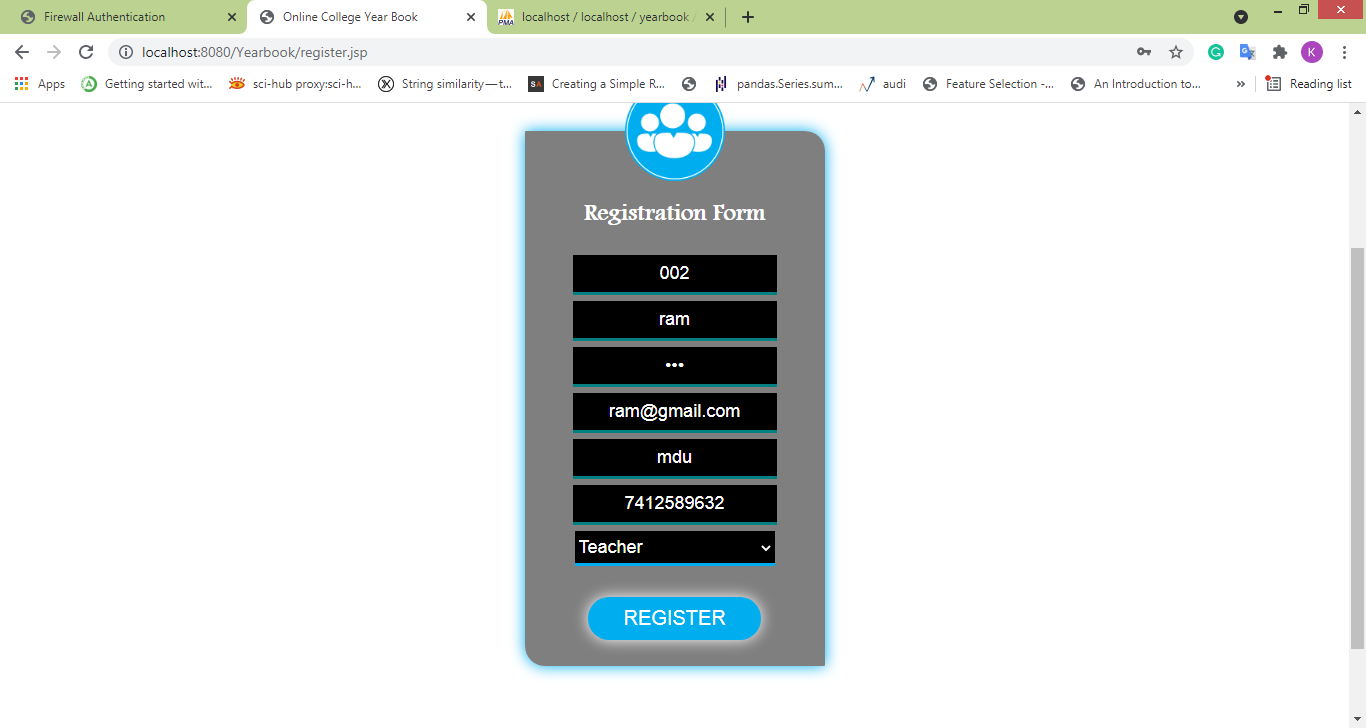 Firewall Authentication
Online College Year Book
localhost / localhost / yearbook /
PMA
localhost:8080/Yearbook/register.jsp
K
Apps
Getting started wit...
sci-hub proxy:sci-h...
String similarity — t...
SA
Creating a Simple R...
pandas.Series.sum...
audi
Feature Selection -...
An Introduction to...
»
Reading list
Registration Form
002
ram
•••
ram@gmail.com
mdu
7412589632
Teacher
REGISTER